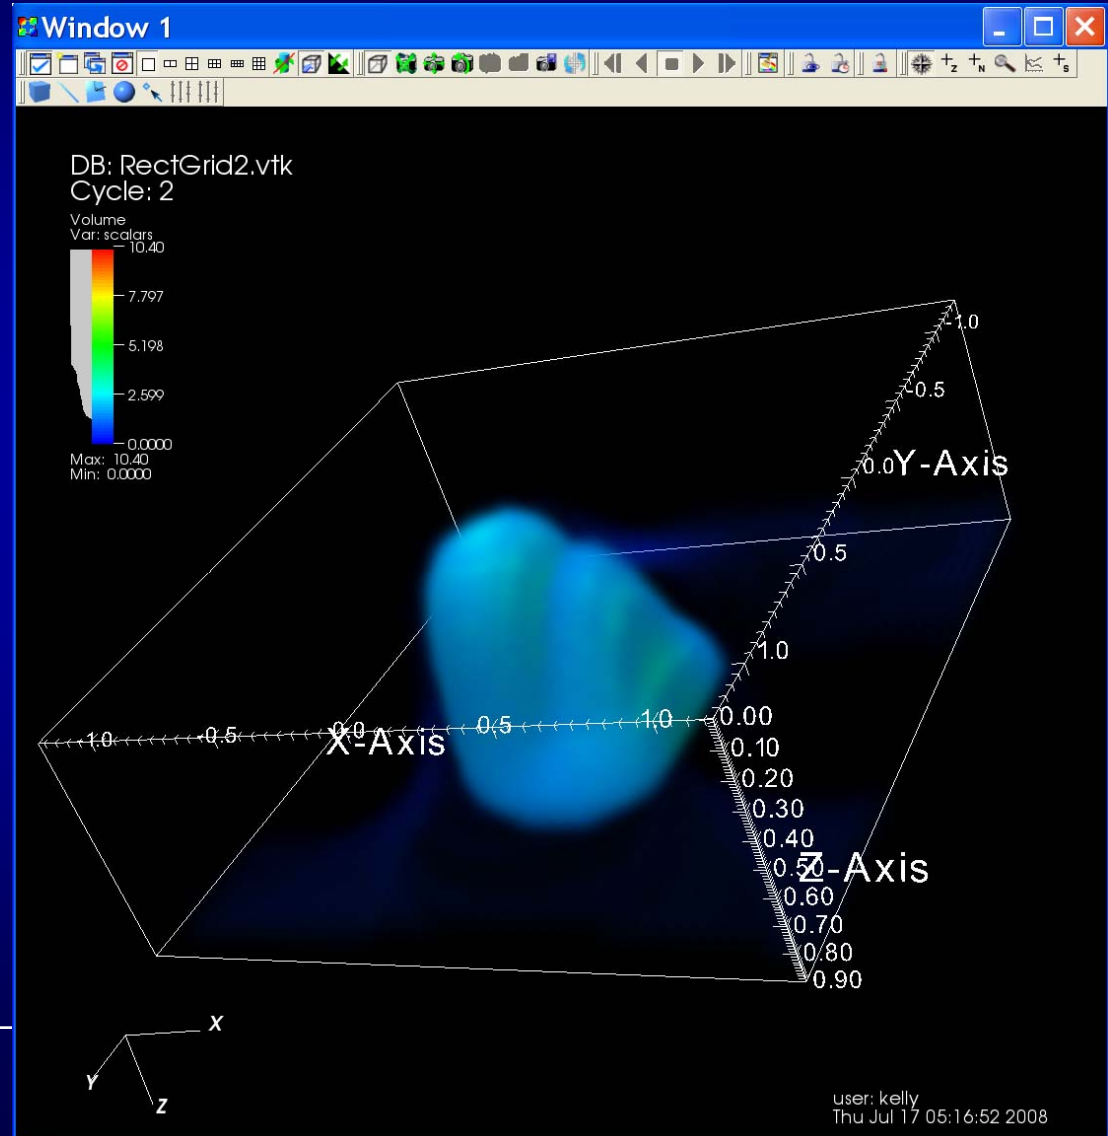 Window 1
DB: RectGrid2.vtk
Cycle: 2
Volume
Var: scalars
10.40
7.797
5.198
2.599
0.0000
Max: 10.40
Min: 0.0000
-1.0
-0.5
0.0
Y-Axis
0.5
1.0
-1.0
-0.5
0.0
0.5
1.0
X-Axis
0.00
0.10
0.20
0.30
0.40
0.50
Z-Axis
0.60
0.70
0.80
0.90
X
Y
Z
user: kelly
Thu Jul 17 05:16:52 2008